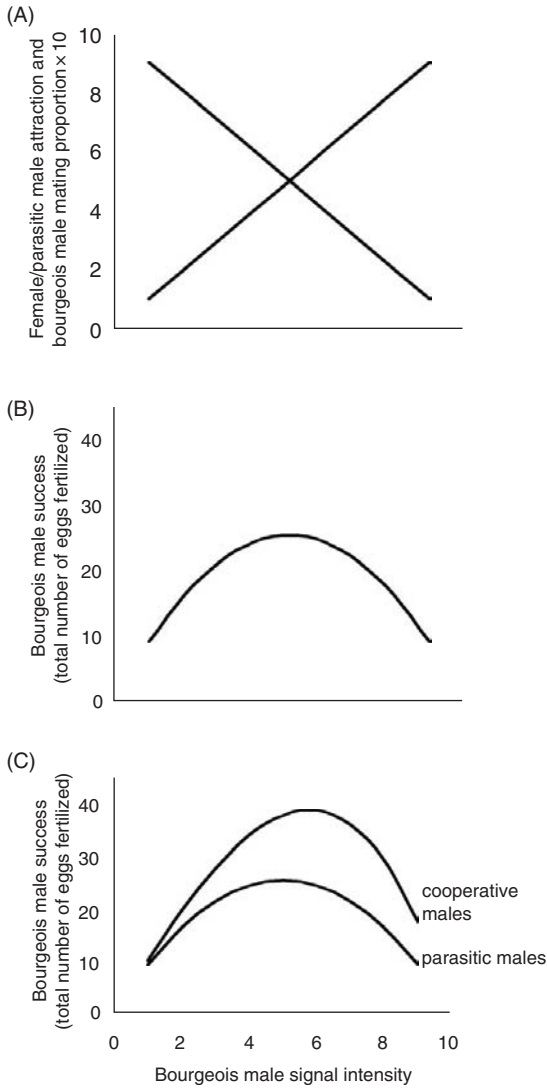 (A)
Female/parasitic male attraction and
bourgeois male mating proportion × 10
10
8
6
4
2
0
(B)
Bourgeois male success
(total number of eggs fertilized)
40
30
20
10
0
(C)
Bourgeois male success
(total number of eggs fertilized)
40
30
20
10
0
cooperative
males
parasitic males
0 2 4 6 8 10
Bourgeois male signal intensity